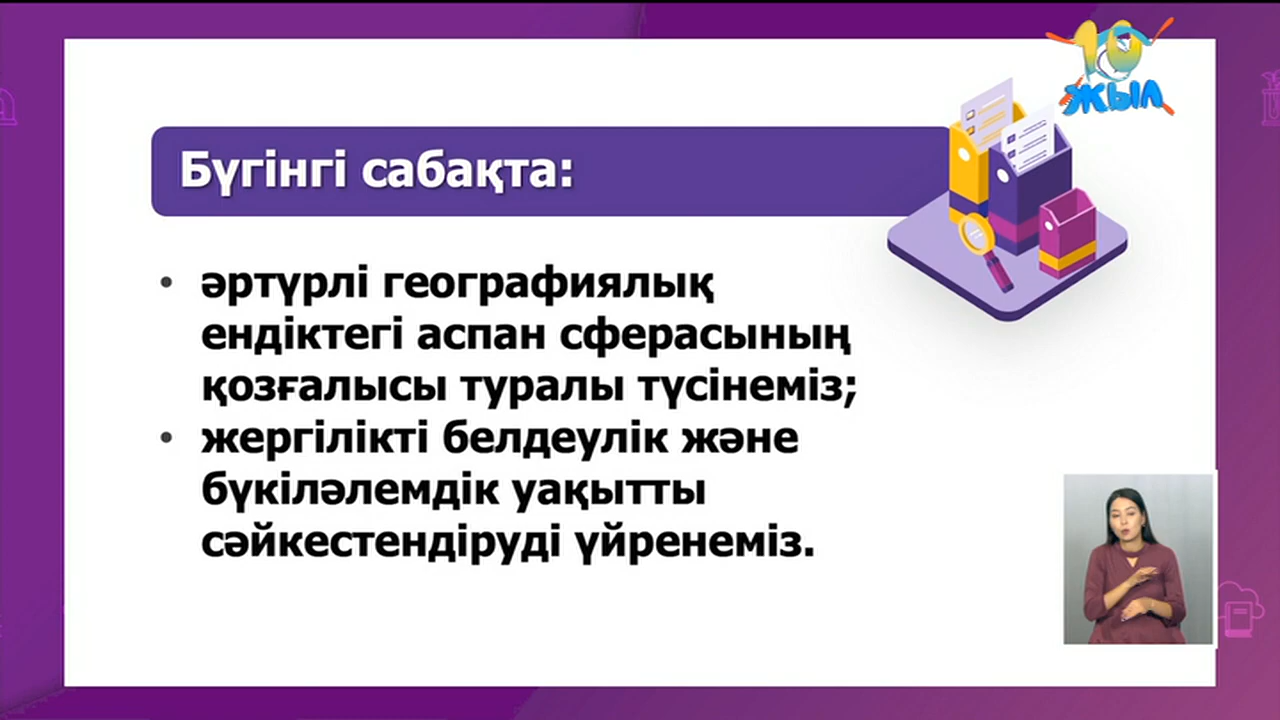 10
ЖЫЛ
Бүгінгі сабақта:
• әртүрлі географиялық
ендіктегі аспан сферасының
қозғалысы туралы түсінеміз;
• жергілікті белдеулік және
бүкіләлемдік уақытты
сәйкестендіруді үйренеміз.